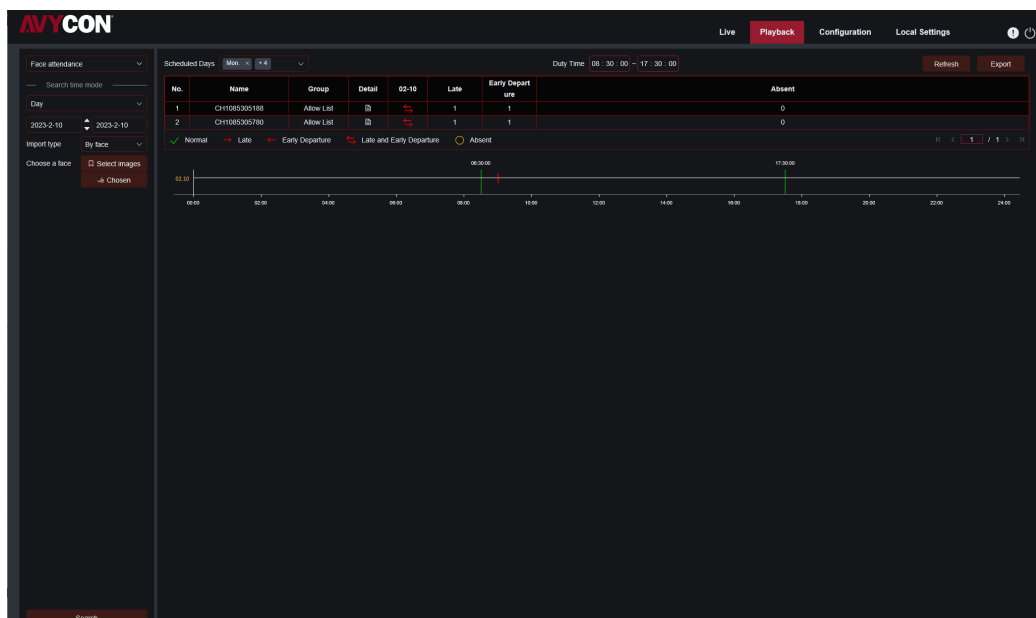 AVYCON
Live Playback Configuration Local Settings
Face attendance
Scheduled Days Mon. × + 4
Duty Time 08 : 30 : 00 ~ 17 : 30 : 00
Refresh Export
Search time mode
Day
2023-2-10 2023-2-10
Import type By face
Choose a face Select images
Chosen
No. Name Group Detail 02-10 Late Early Depart
ure Absent
1 CH1085305188 Allow List 1 1 0
2 CH1085305780 Allow List 1 1 0
Normal Late Early Departure Late and Early Departure Absent
1 / 1
08:30:00 17:30:00
02.10
00:00 02:00 04:00 06:00 08:00 10:00 12:00 14:00 16:00 18:00 20:00 22:00 24:00
Search